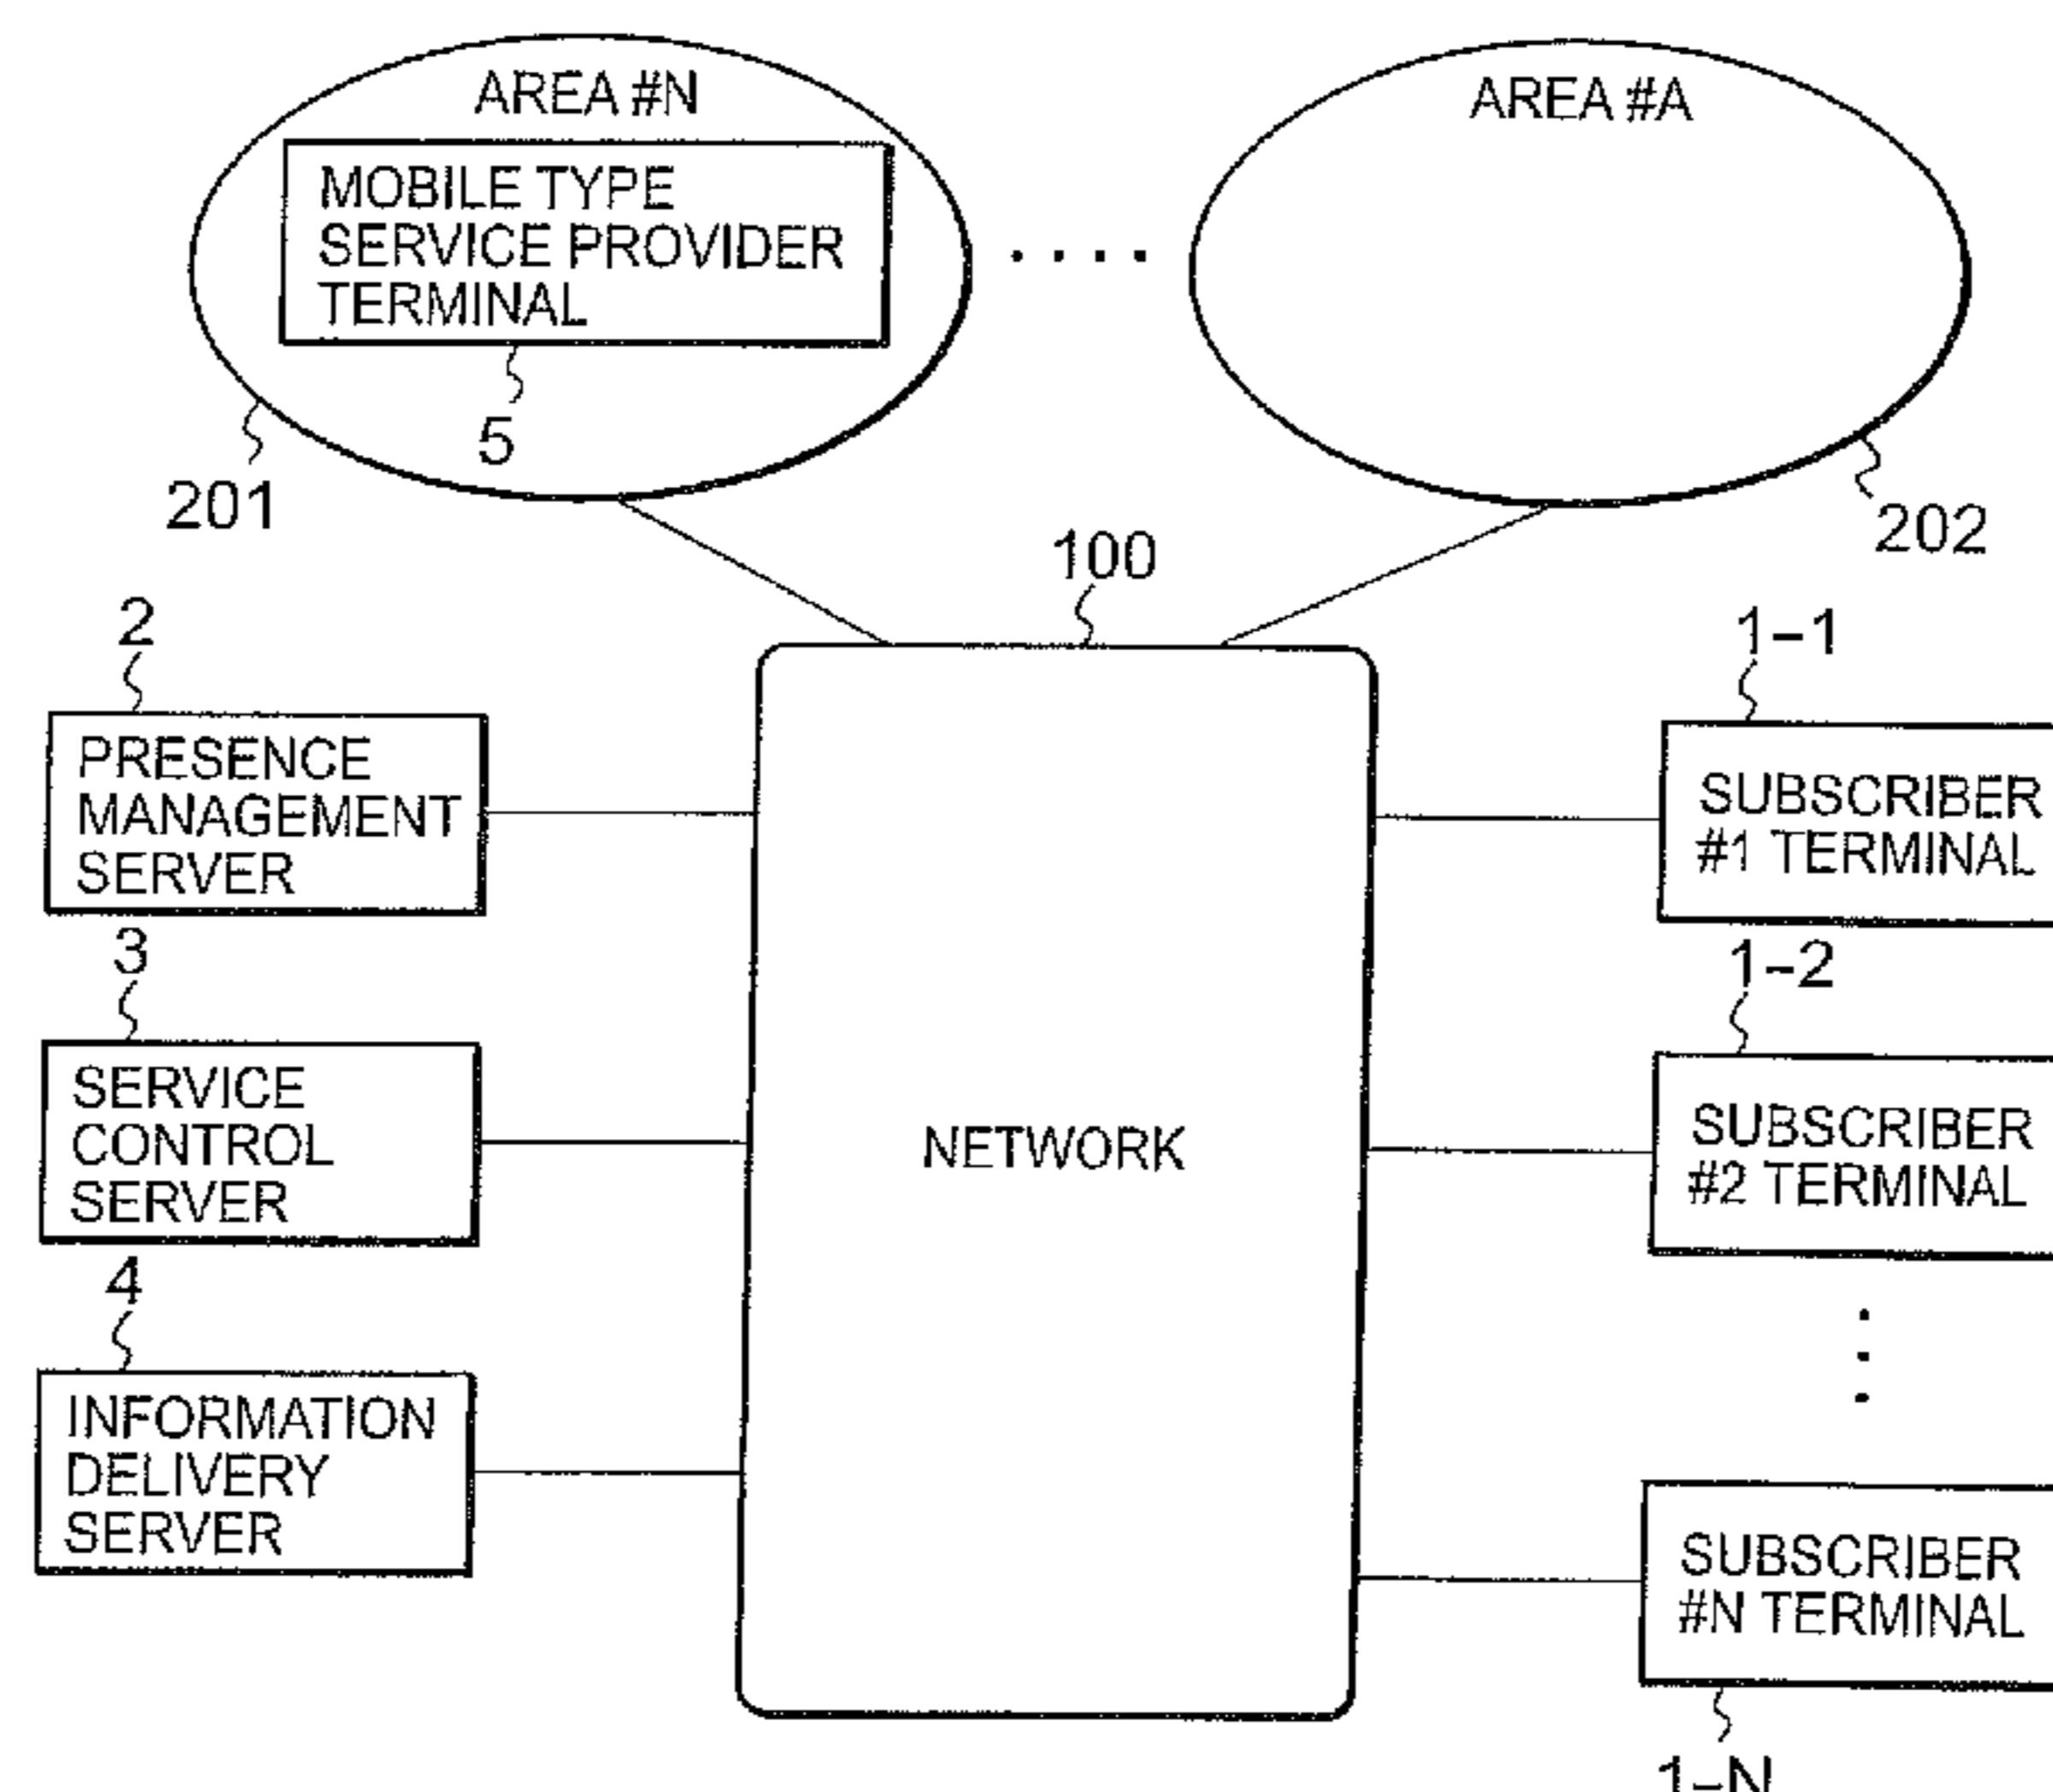 AREA #N
MOBILE TYPE
SERVICE PROVIDER
TERMINAL
5
201
AREA #A
202
100
NETWORK
2
PRESENCE
MANAGEMENT
SERVER
3
SERVICE
CONTROL
SERVER
4
INFORMATION
DELIVERY
SERVER
1-1
SUBSCRIBER
#1 TERMINAL
1-2
SUBSCRIBER
#2 TERMINAL
SUBSCRIBER
#N TERMINAL
1-N